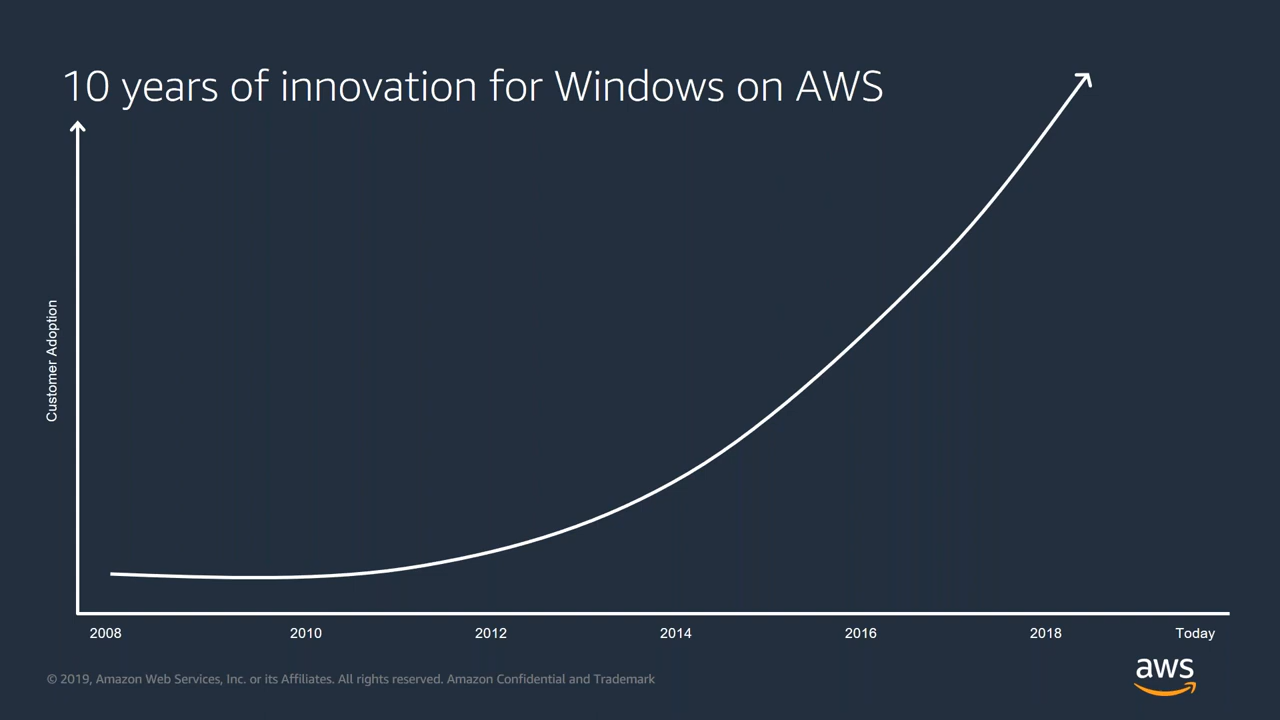 10 years of innovation for Windows on AWS
Customer Adoption
2008 2010 2012 2014 2016 2018 Today
© 2019, Amazon Web Services, Inc. or its Affiliates. All rights reserved. Amazon Confidential and Trademark
aws